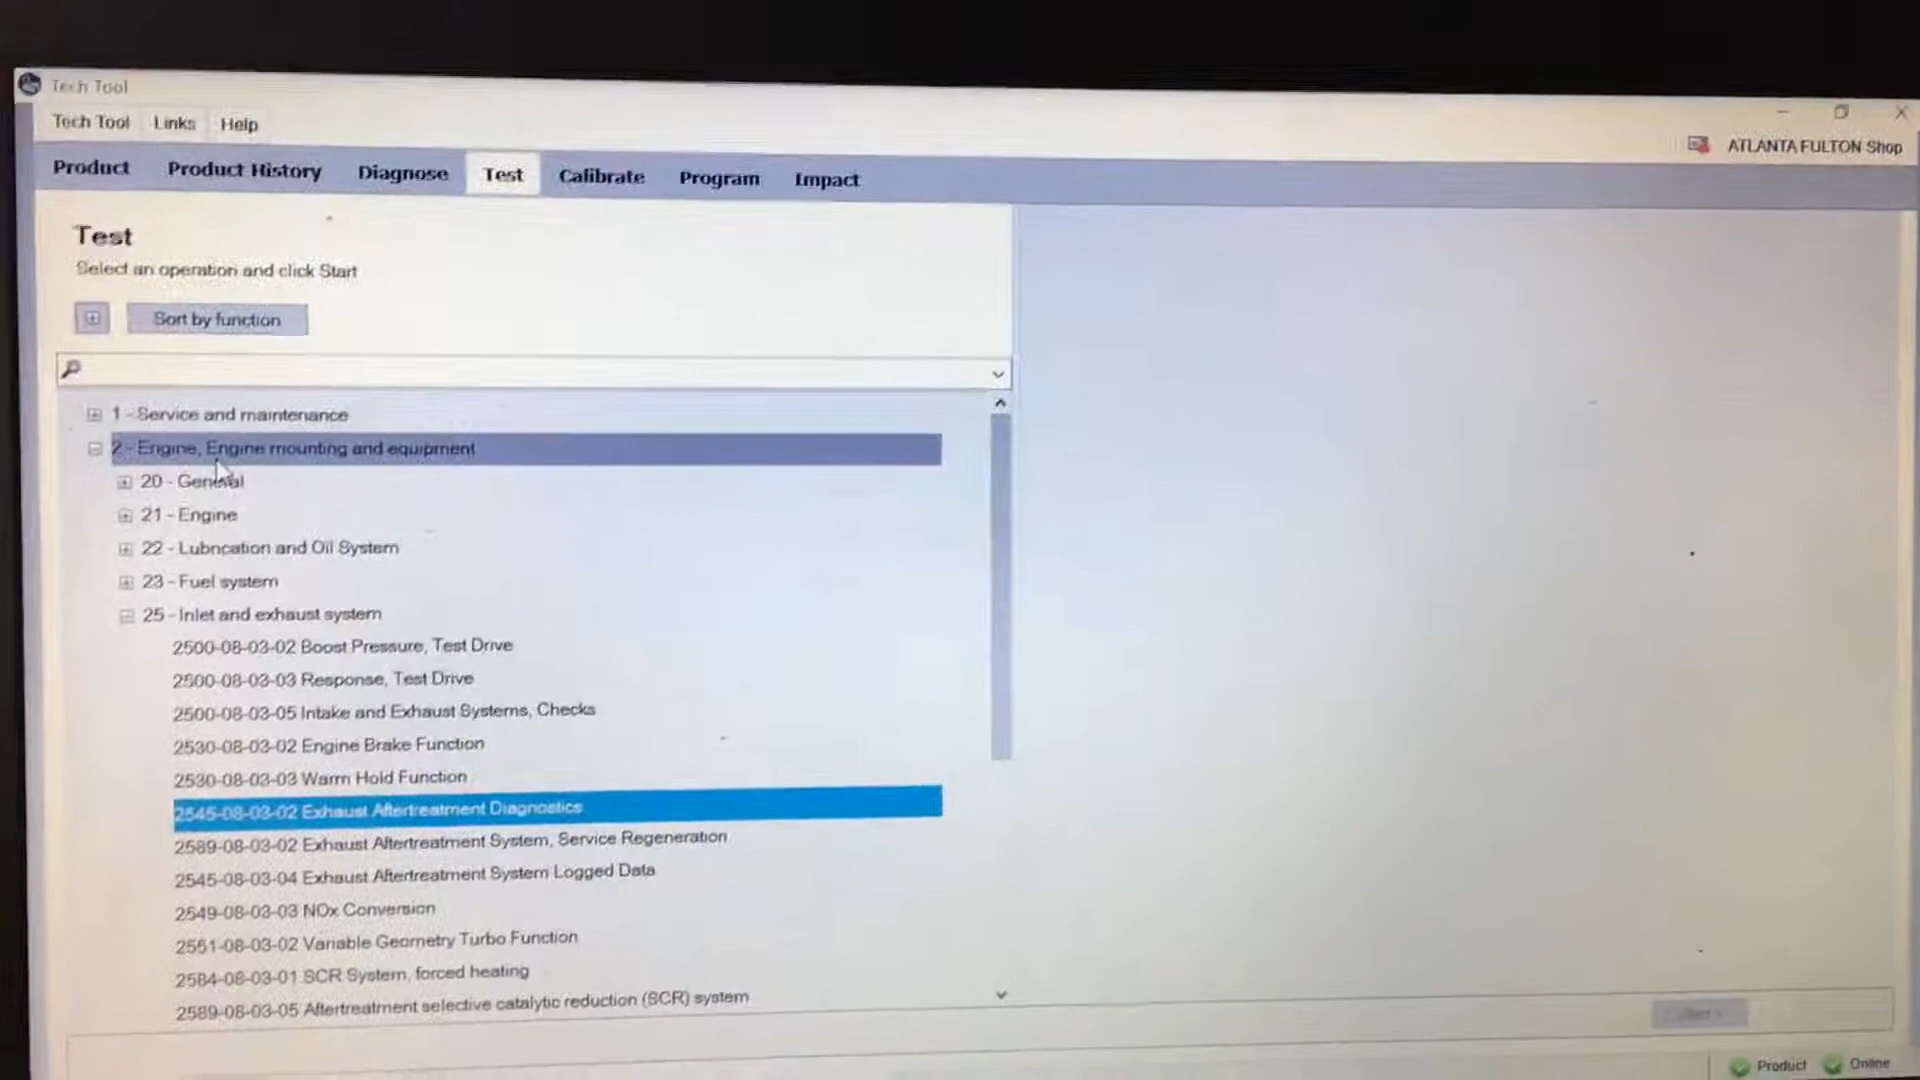 Tech Tool
Tech Tool Links Help
ATLANTA FULTON Shop
Product Product History Diagnose Test Calibrate Program Impact
Test
Select an operation and click Start
Sort by function
1 - Service and maintenance
2 - Engine, Engine mounting and equipment
20 - General
21 - Engine
22 - Lubrication and Oil System
23 - Fuel system
25 - Inlet and exhaust system
2500-08-03-02 Boost Pressure, Test Drive
2500-08-03-03 Response, Test Drive
2500-08-03-05 Intake and Exhaust Systems, Checks
2530-08-03-02 Engine Brake Function
2530-08-03-03 Warm Hold Function
2545-08-03-02 Exhaust Aftertreatment Diagnostics
2589-08-03-02 Exhaust Aftertreatment System, Service Regeneration
2545-08-03-04 Exhaust Aftertreatment System Logged Data
2549-08-03-03 NOx Conversion
2551-08-03-02 Variable Geometry Turbo Function
2584-08-03-01 SCR System, forced heating
2589-08-03-05 Aftertreatment selective catalytic reduction (SCR) system
Product Online